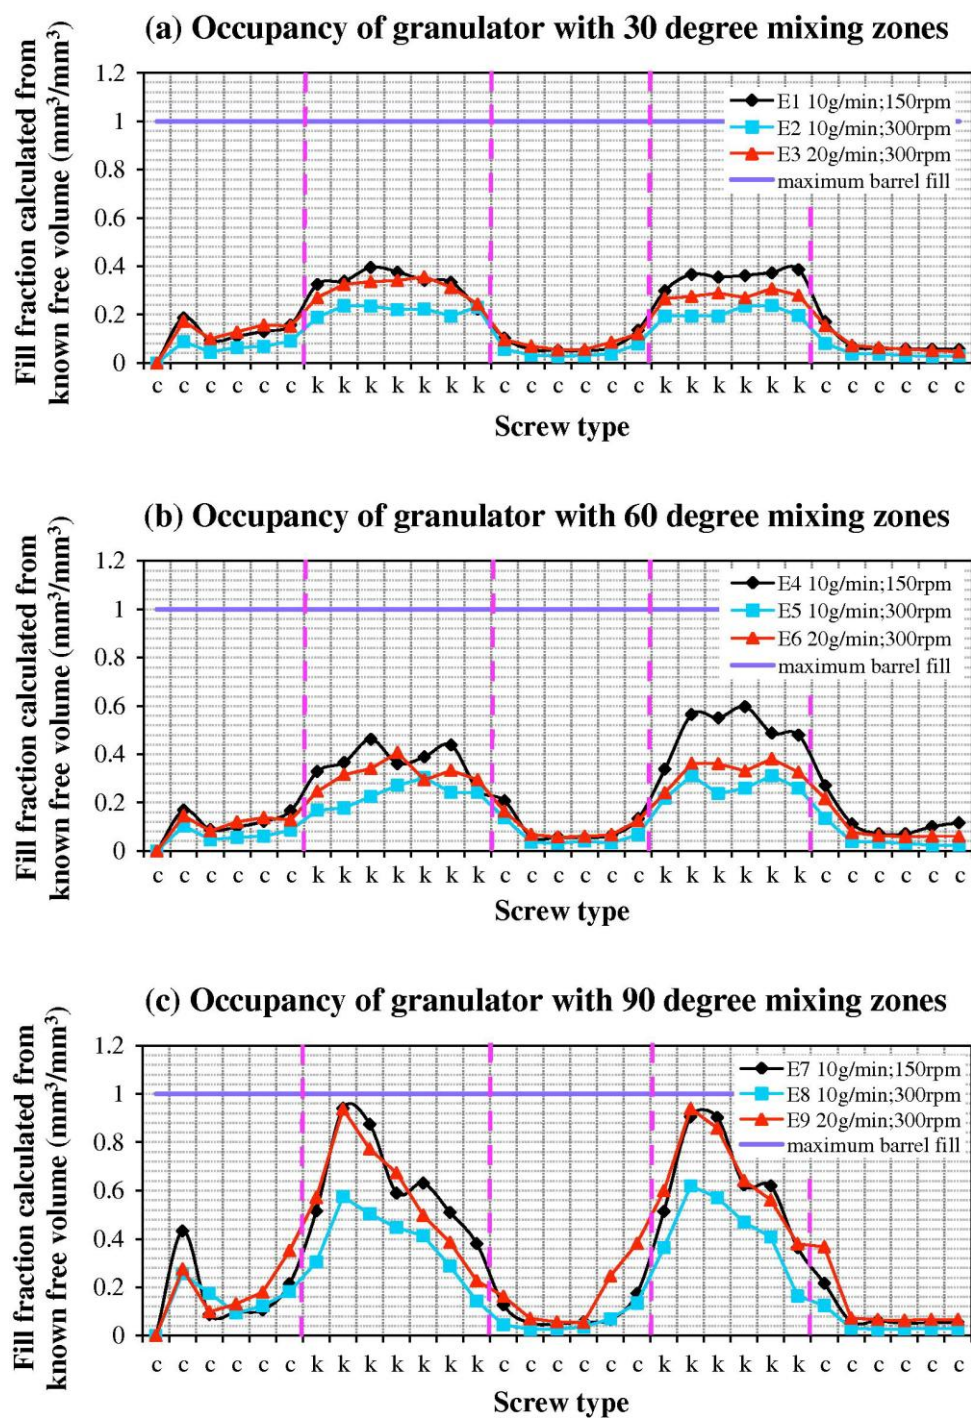 (a) Occupancy of granulator with 30 degree mixing zones
Fill fraction calculated from
known free volume (mm³/mm³)
1.2
1
0.8
0.6
0.4
0.2
0
E1 10g/min;150rpm
E2 10g/min;300rpm
E3 20g/min;300rpm
maximum barrel fill
c c c c c c k k k k k k k c c c c c c k k k k k k c c c c c c
Screw type
(b) Occupancy of granulator with 60 degree mixing zones
Fill fraction calculated from
known free volume (mm³/mm³)
1.2
1
0.8
0.6
0.4
0.2
0
E4 10g/min;150rpm
E5 10g/min;300rpm
E6 20g/min;300rpm
maximum barrel fill
c c c c c c k k k k k k k c c c c c c k k k k k k c c c c c c
Screw type
(c) Occupancy of granulator with 90 degree mixing zones
Fill fraction calculated from
known free volume (mm³/mm³)
1.2
1
0.8
0.6
0.4
0.2
0
E7 10g/min;150rpm
E8 10g/min;300rpm
E9 20g/min;300rpm
maximum barrel fill
c c c c c c k k k k k k k c c c c c c k k k k k k c c c c c c
Screw type